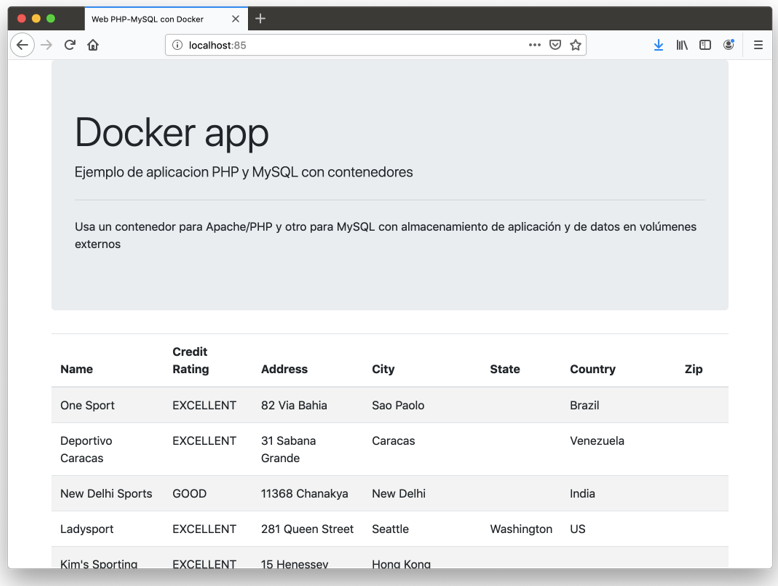 Web PHP-MySQL con Docker
localhost:85
Docker app
Ejemplo de aplicacion PHP y MySQL con contenedores
Usa un contenedor para Apache/PHP y otro para MySQL con almacenamiento de aplicación y de datos en volúmenes
externos
Credit
Name Rating Address City State Country Zip
One Sport EXCELLENT 82 Via Bahia Sao Paolo Brazil
Deportivo EXCELLENT 31 Sabana Caracas Venezuela
Caracas Grande
New Delhi Sports GOOD 11368 Chanakya New Delhi India
Ladysport EXCELLENT 281 Queen Street Seattle Washington US
Kim's Sporting EXCELLENT 15 Henessey Hong Kong